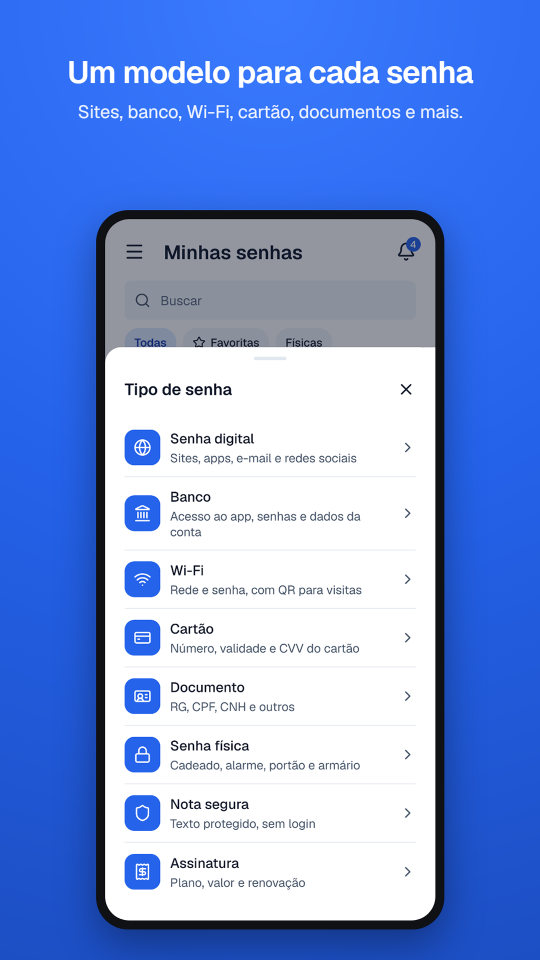 Um modelo para cada senha
Sites, banco, Wi-Fi, cartão, documentos e mais.
Minhas senhas
4
Buscar
Todas
Favoritas
Físicas
Tipo de senha
Senha digital
Sites, apps, e-mail e redes sociais
Banco
Acesso ao app, senhas e dados da
conta
Wi-Fi
Rede e senha, com QR para visitas
Cartão
Número, validade e CVV do cartão
Documento
RG, CPF, CNH e outros
Senha física
Cadeado, alarme, portão e armário
Nota segura
Texto protegido, sem login
Assinatura
Plano, valor e renovação